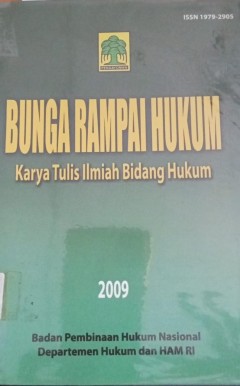 ISSN 1979-2905
BUNGA RAMPAI HUKUM
Karya Tulis Ilmiah Bidang Hukum
2009
Badan Pembinaan Hukum Nasional
Departemen Hukum dan HAM RI